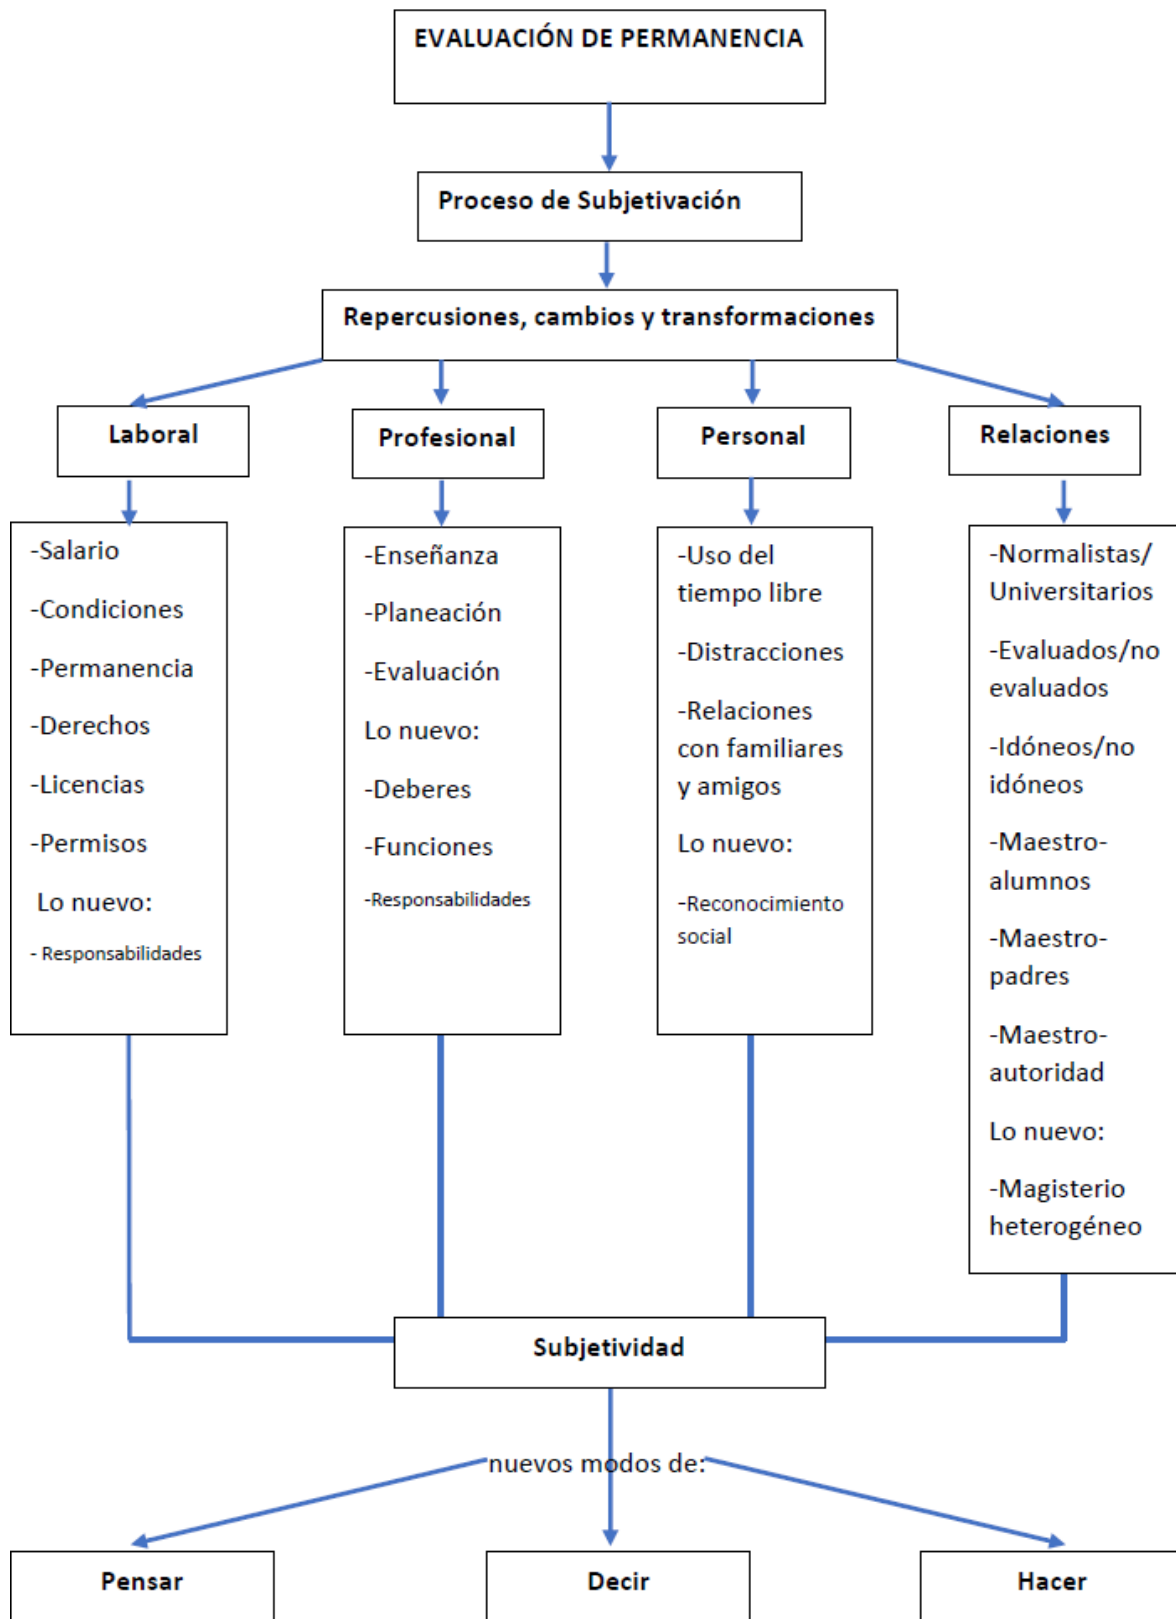 EVALUACIÓN DE PERMANENCIA
Proceso de Subjetivación
Repercusiones, cambios y transformaciones
Laboral
Profesional
Personal
Relaciones
-Salario
-Condiciones
-Permanencia
-Derechos
-Licencias
-Permisos
Lo nuevo:
- Responsabilidades
-Enseñanza
-Planeación
-Evaluación
Lo nuevo:
-Deberes
-Funciones
-Responsabilidades
-Uso del
tiempo libre
-Distracciones
-Relaciones
con familiares
y amigos
Lo nuevo:
-Reconocimiento
social
-Normalistas/
Universitarios
-Evaluados/no
evaluados
-Idóneos/no
idóneos
-Maestro-
alumnos
-Maestro-
padres
-Maestro-
autoridad
Lo nuevo:
-Magisterio
heterogéneo
Subjetividad
nuevos modos de:
Pensar
Decir
Hacer